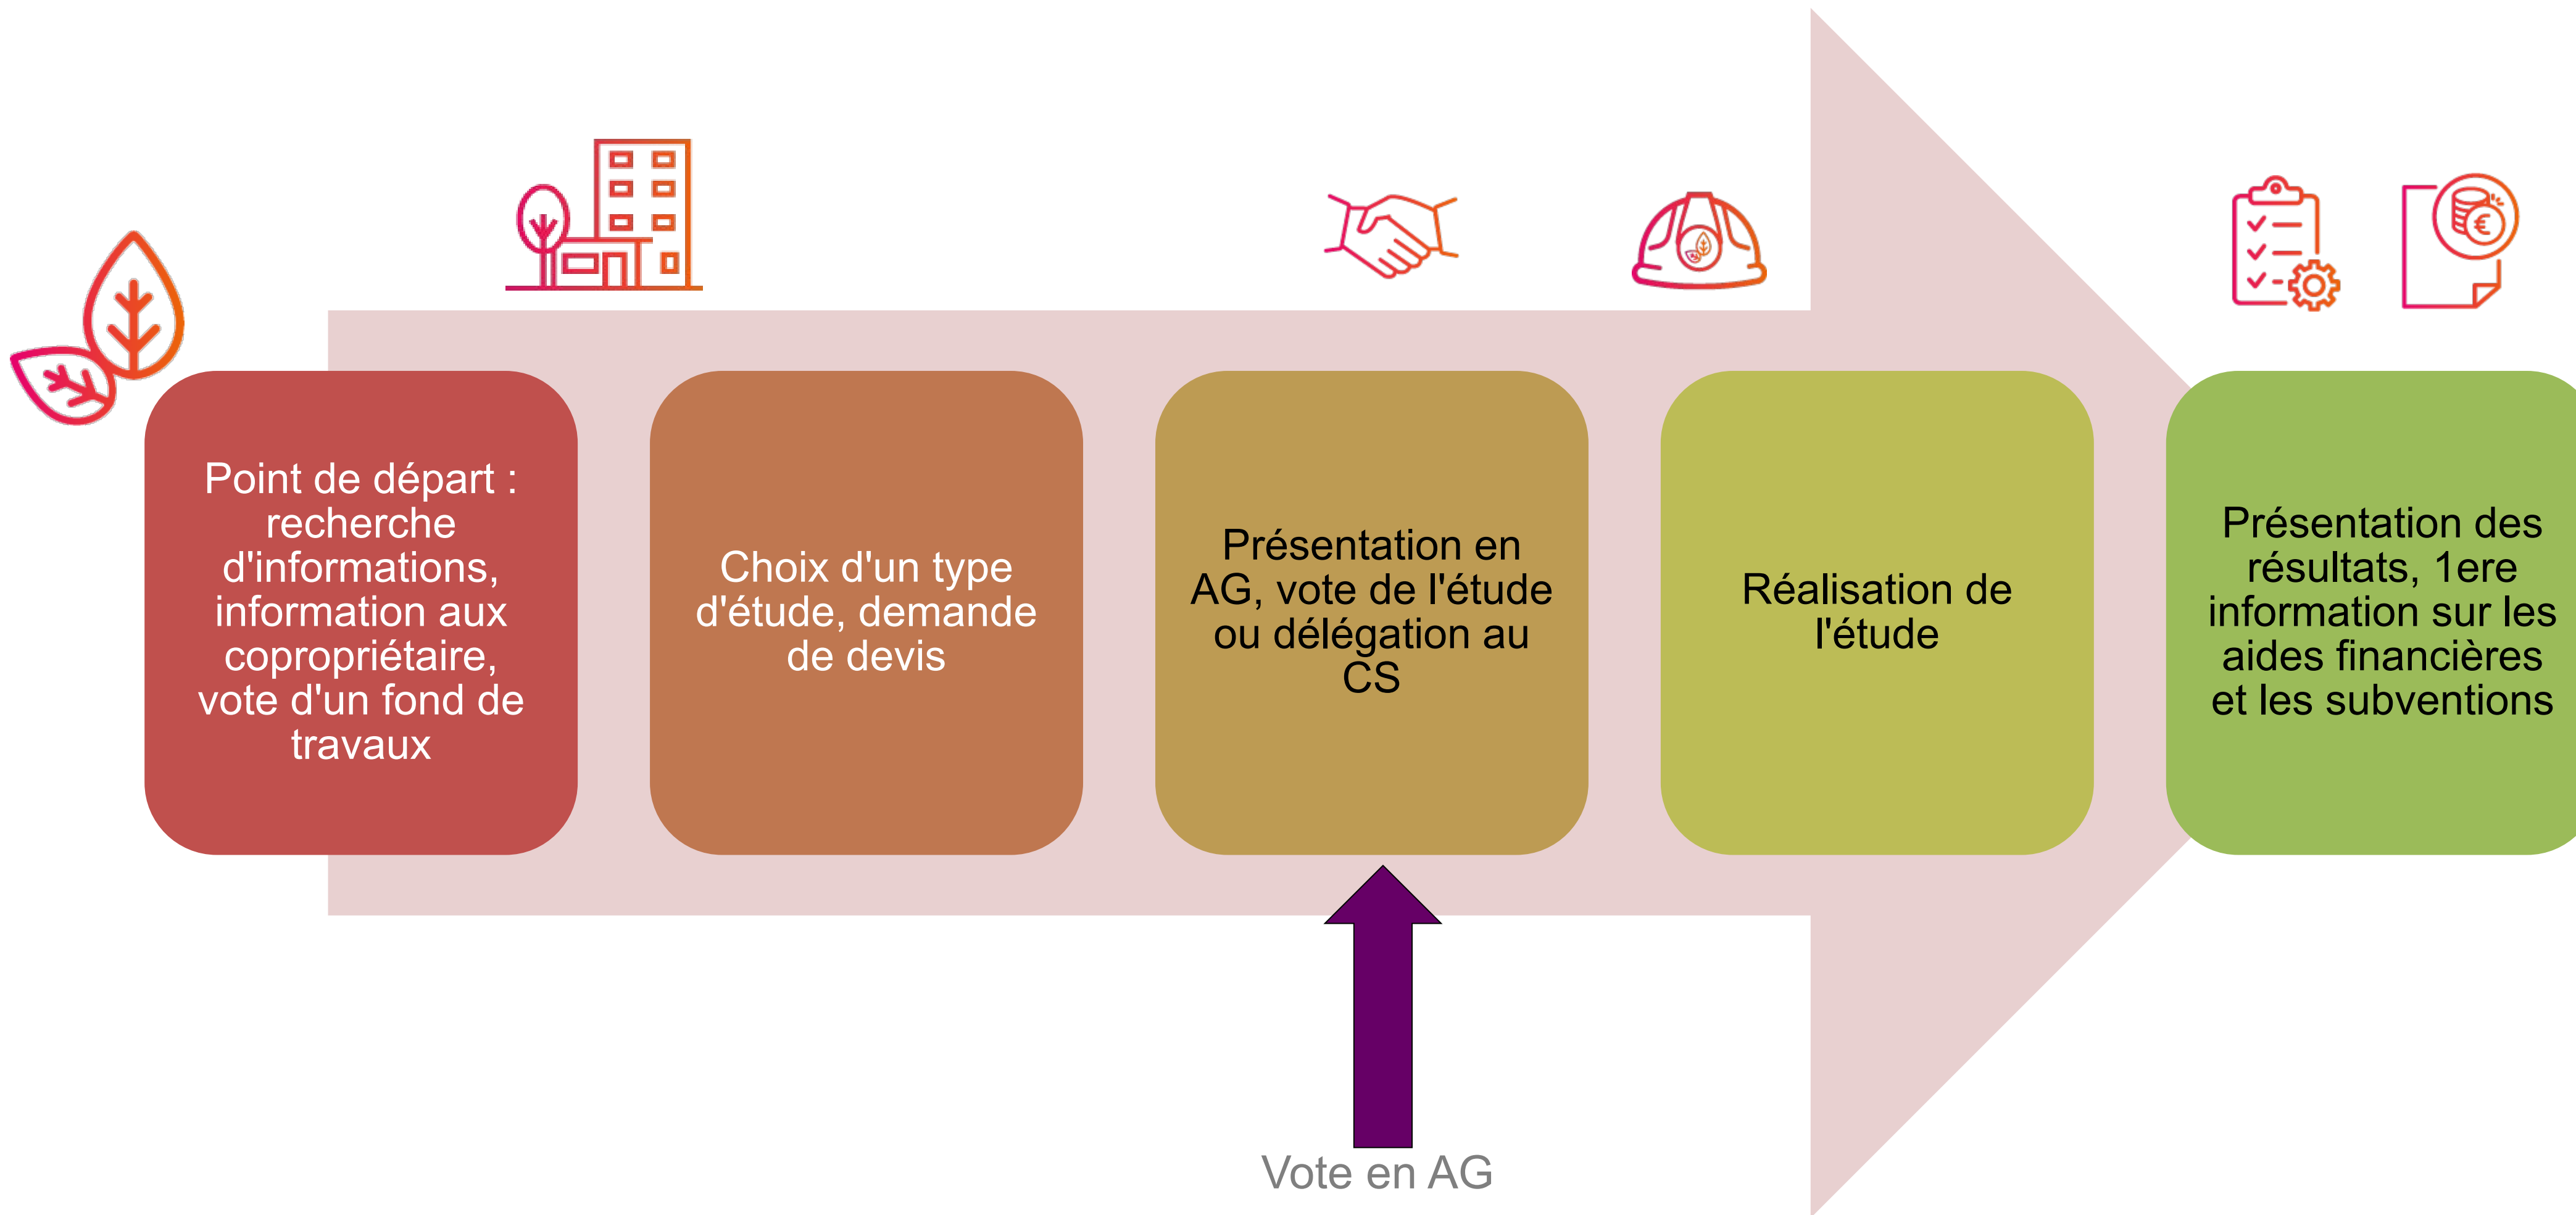 Point de départ :
recherche
d'informations,
information aux
copropriétaire,
vote d'un fond de
travaux
Choix d'un type
d'étude, demande
de devis
Présentation en
AG, vote de l'étude
ou délégation au
CS
Réalisation de
l'étude
Présentation des
résultats, 1ere
information sur les
aides financières
et les subventions
Vote en AG